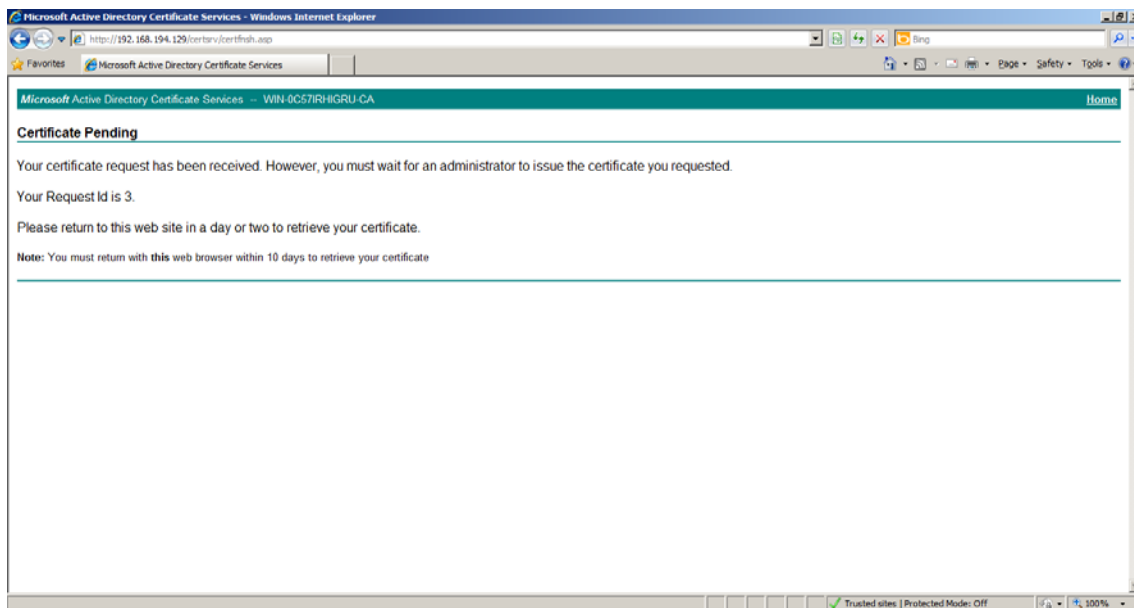 Microsoft Active Directory Certificate Services - Windows Internet Explorer
http://192.168.194.129/certsrv/certfnsh.asp
Bing
Favorites
Microsoft Active Directory Certificate Services
Page
Safety
Tools
Microsoft Active Directory Certificate Services -- WIN-0C57IRHIGRU-CA
Home
Certificate Pending
Your certificate request has been received. However, you must wait for an administrator to issue the certificate you requested.
Your Request Id is 3.
Please return to this web site in a day or two to retrieve your certificate.
Note: You must return with this web browser within 10 days to retrieve your certificate
Trusted sites | Protected Mode: Off
100%